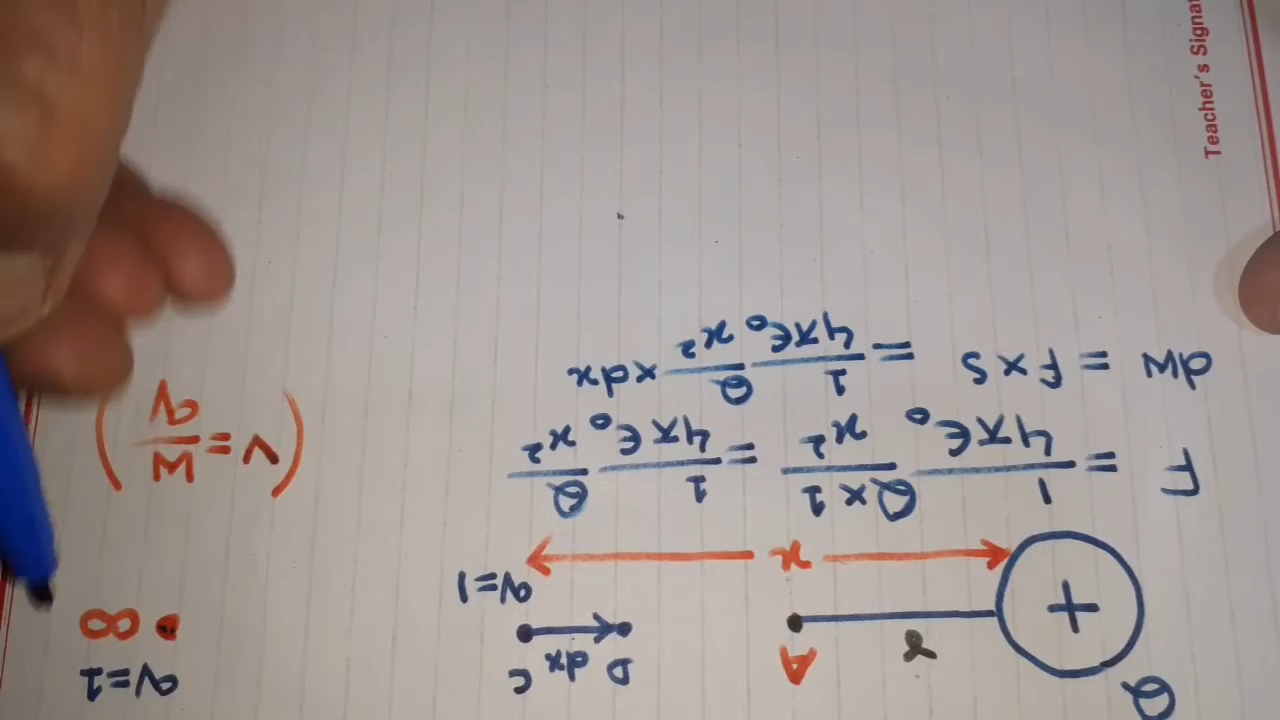 Q
r A D dx C q=1
+ ∞
q=1
x
F = 1/4πε₀ Q×1/x² = 1/4πε₀ Q/x²
(V = W/q)
dw = F×S = 1/4πε₀ Q/x² ×dx
Teacher's Signat